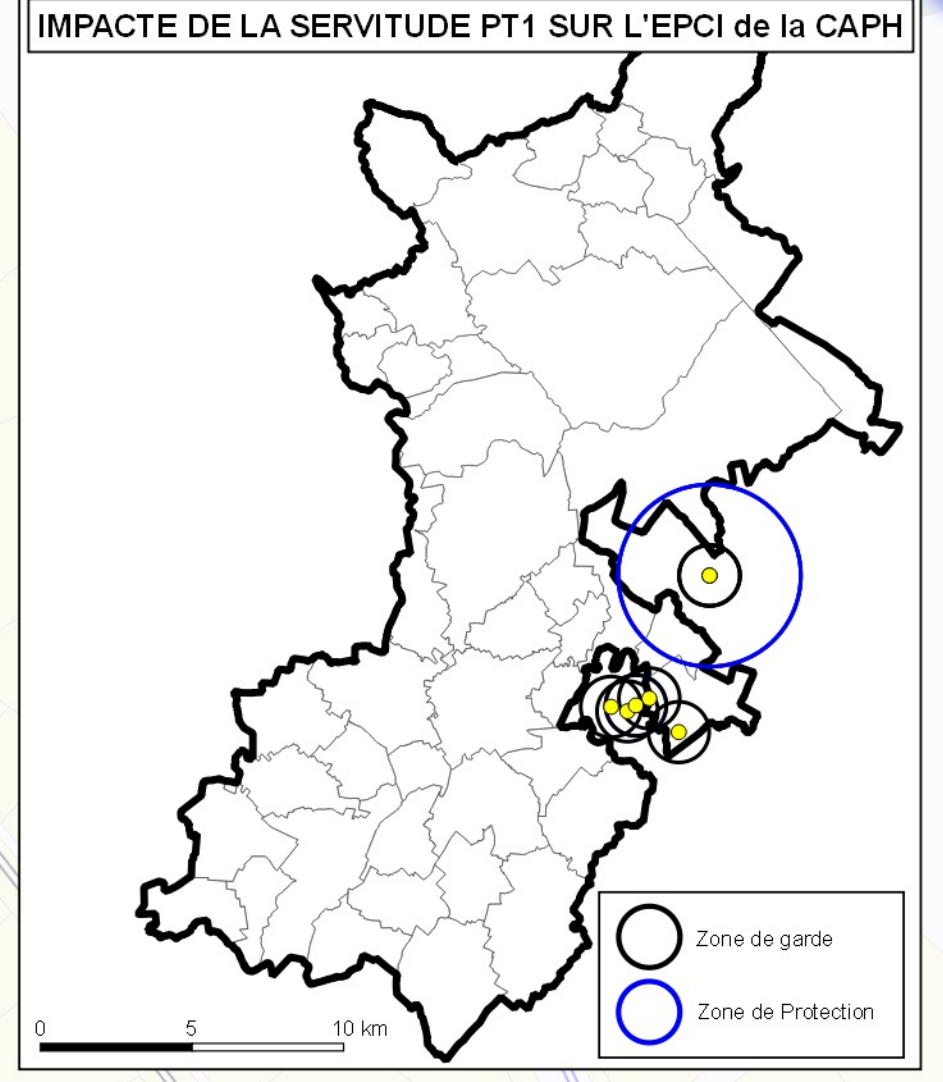 IMPACTE DE LA SERVITUDE PT1 SUR L'EPCI de la CAPH
Zone de garde
Zone de Protection
0 5 10 km